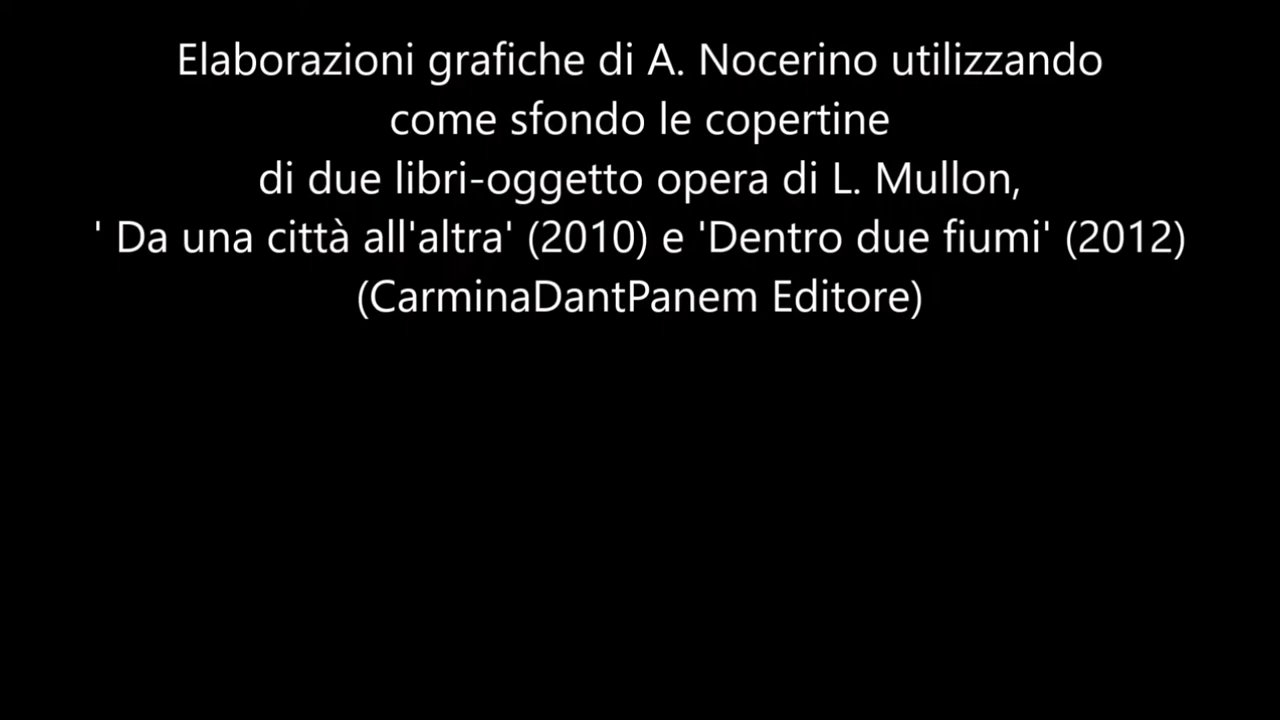 Elaborazioni grafiche di A. Nocerino utilizzando
come sfondo le copertine
di due libri-oggetto opera di L. Mullon,
' Da una città all'altra' (2010) e 'Dentro due fiumi' (2012)
(CarminaDantPanem Editore)